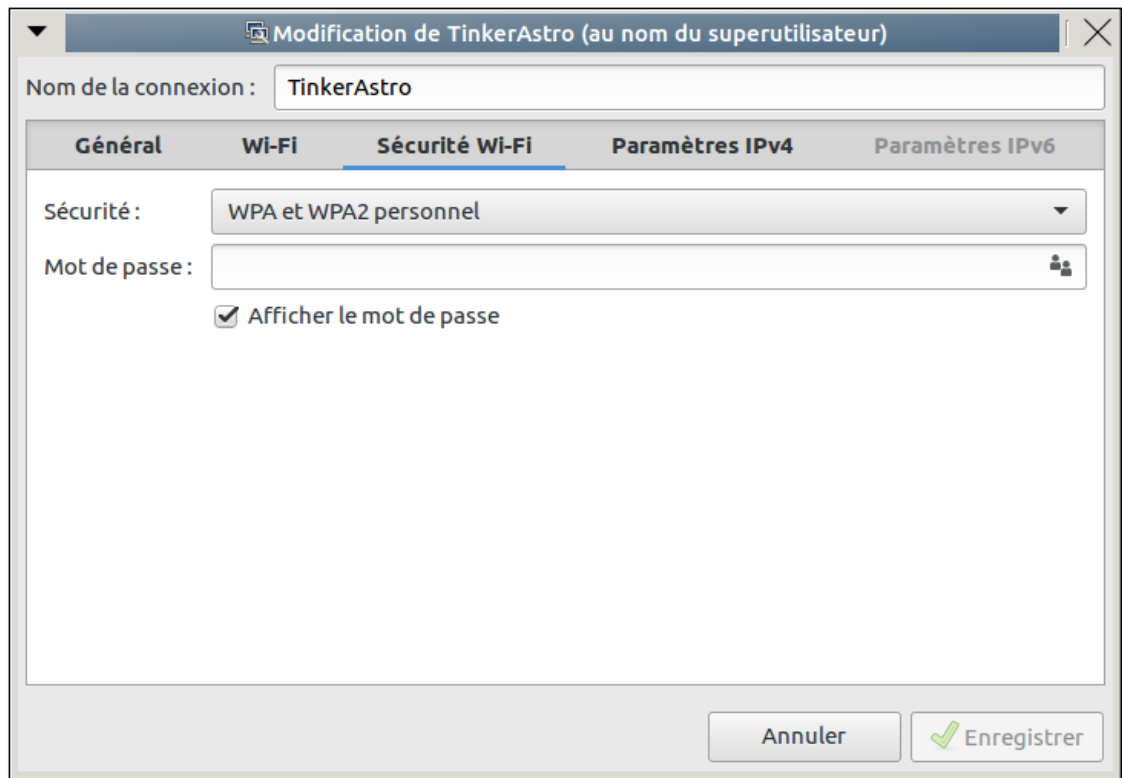 Modification de TinkerAstro (au nom du superutilisateur)
Nom de la connexion : TinkerAstro
Général Wi-Fi Sécurité Wi-Fi Paramètres IPv4 Paramètres IPv6
Sécurité : WPA et WPA2 personnel
Mot de passe :
Afficher le mot de passe
Annuler Enregistrer